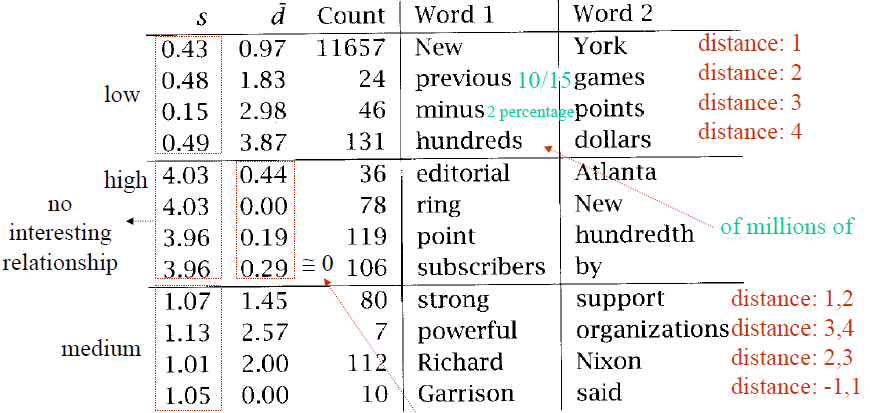 s d̄ Count Word 1 Word 2
0.43 0.97 11657 New York distance: 1
low 0.48 1.83 24 previous 10/15 games distance: 2
0.15 2.98 46 minus 2 percentage points distance: 3
0.49 3.87 131 hundreds dollars distance: 4
high 4.03 0.44 36 editorial Atlanta
no 4.03 0.00 78 ring New
interesting 3.96 0.19 119 point hundredth of millions of
relationship 3.96 0.29 ≅ 0 106 subscribers by
1.07 1.45 80 strong support distance: 1,2
medium 1.13 2.57 7 powerful organizations distance: 3,4
1.01 2.00 112 Richard Nixon distance: 2,3
1.05 0.00 10 Garrison said distance: -1,1